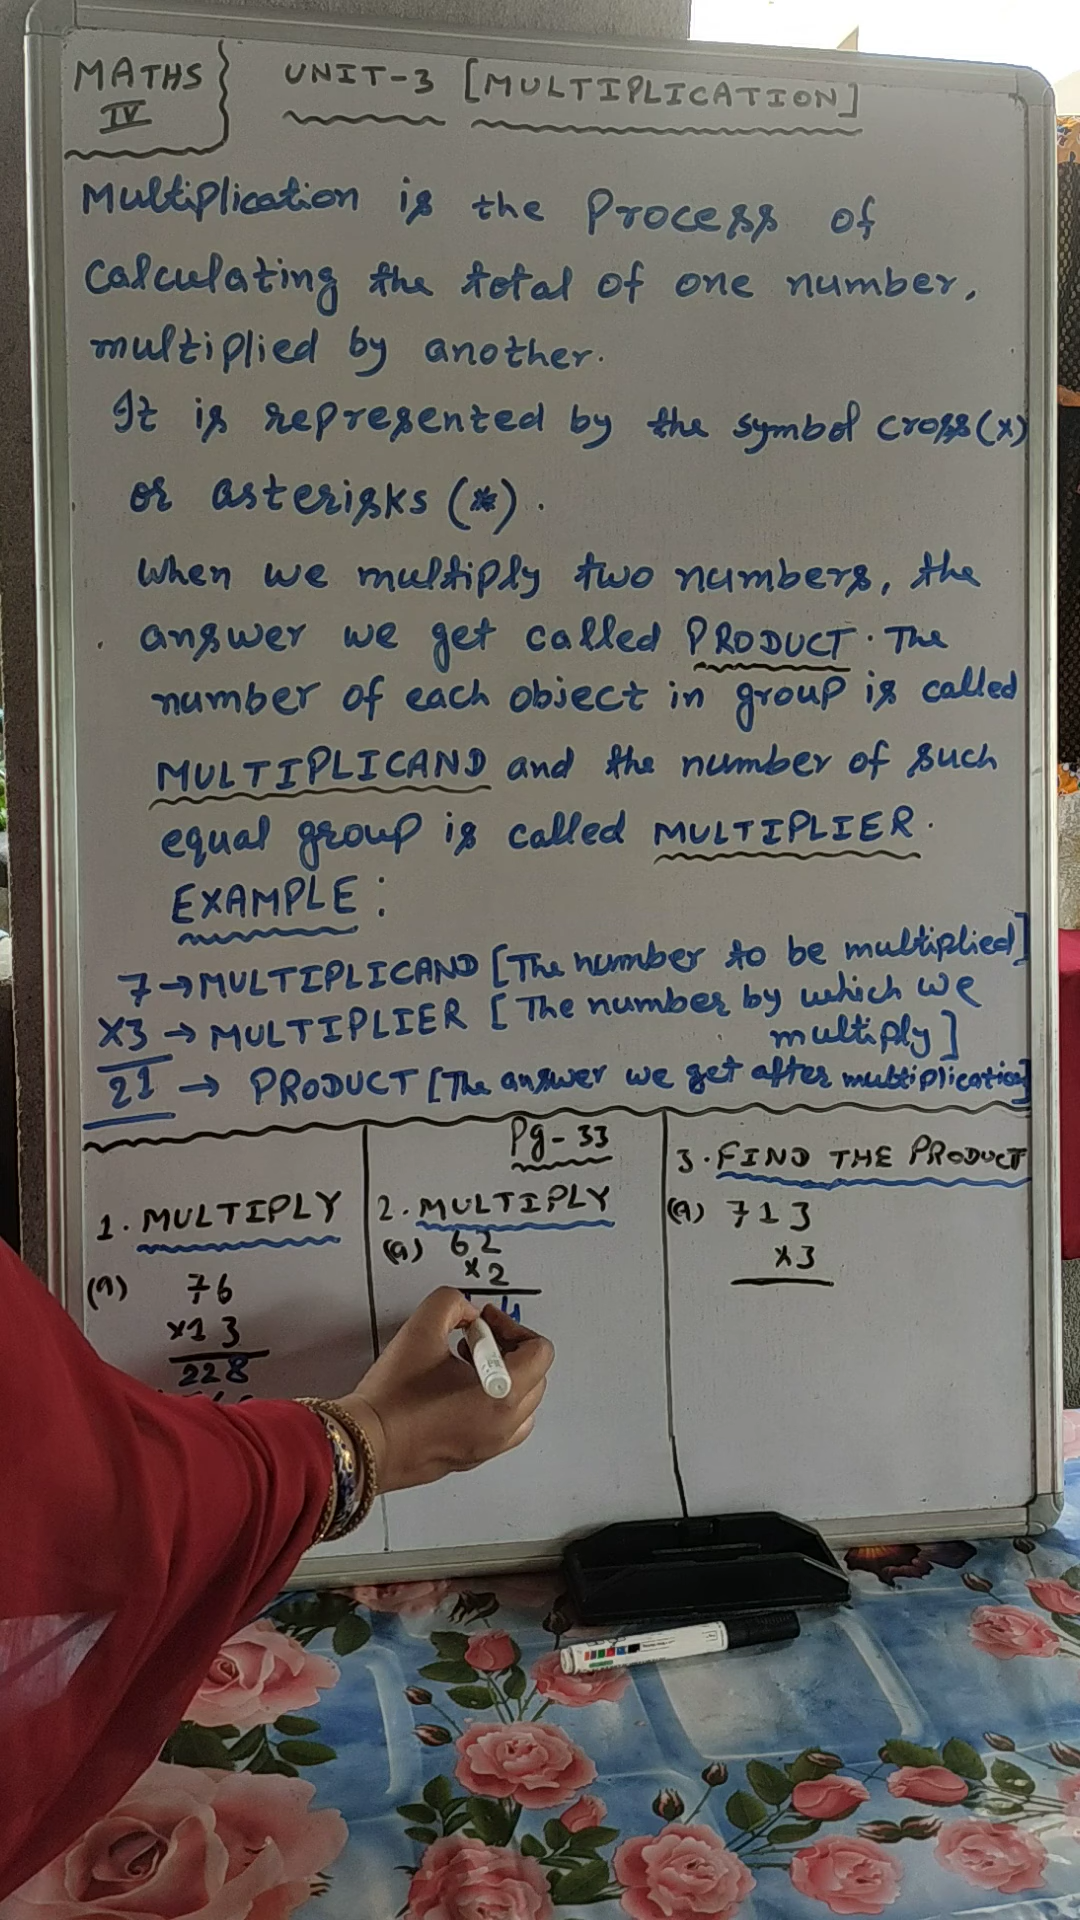 MATHS IV
UNIT-3 [MULTIPLICATION]
Multiplication is the Process of
calculating the total of one number,
multiplied by another.
It is represented by the symbol cross(x)
or asterisks (*).
when we multiply two numbers, the
answer we get called PRODUCT. The
number of each object in group is called
MULTIPLICAND and the number of such
equal group is called MULTIPLIER.
EXAMPLE:
7 → MULTIPLICAND [The number to be multiplied]
x3 → MULTIPLIER [The number by which we
multiply]
21 → PRODUCT [The answer we get after multiplication]
Pg-33
1. MULTIPLY
(a) 76
x13
228
2. MULTIPLY
(a) 62
x2
4
3. FIND THE PRODUCT
(a) 713
x3